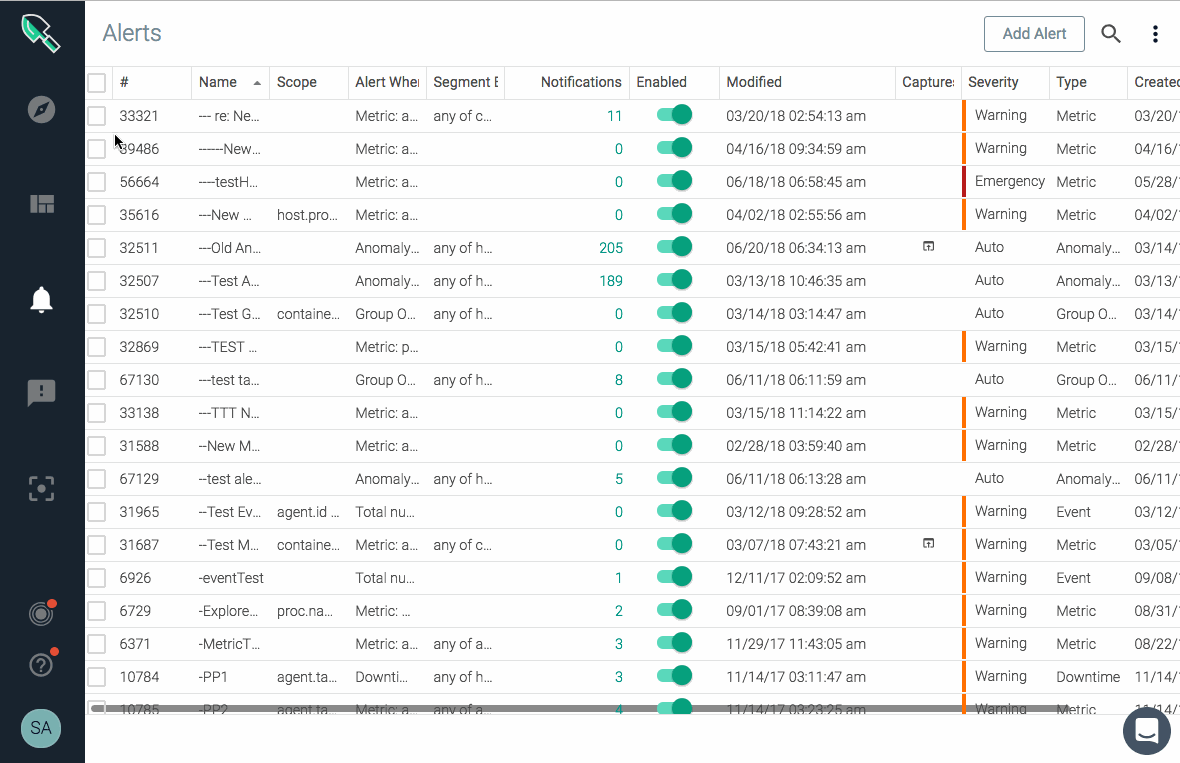 Alerts
Add Alert
# Name Scope Alert When Segment E Notifications Enabled Modified Captures Severity Type Created
33321 --- re: Ne... Metric: a... any of c... 11 03/20/18 02:54:13 am Warning Metric 03/20/
39486 ------New... Metric: a... 0 04/16/18 09:34:59 am Warning Metric 04/16/
56664 ----testH... Metric: a... 0 06/18/18 06:58:45 am Emergency Metric 05/28/
35616 ---New ... host.pro... Metric: a... 0 04/02/18 02:55:56 am Warning Metric 04/02/
32511 ---Old An... Anomaly... any of h... 205 06/20/18 06:34:13 am Auto Anomaly... 03/14/
32507 ---Test A... Anomaly... any of h... 189 03/13/18 10:46:35 am Auto Anomaly... 03/13/
32510 ---Test G... containe... Group O... any of h... 0 03/14/18 03:14:47 am Auto Group O... 03/14/
32869 ---TEST ... Metric: p... 0 03/15/18 05:42:41 am Warning Metric 03/15/
67130 ---test ta... Group O... any of h... 8 06/11/18 06:11:59 am Auto Group O... 06/11/
33138 ---TTT N... Metric: a... 0 03/15/18 11:14:22 am Warning Metric 03/15/
31588 --New M... Metric: a... 0 02/28/18 03:59:40 am Warning Metric 02/28/
67129 --test ale... Anomaly... any of h... 5 06/11/18 06:13:28 am Auto Anomaly... 06/11/
31965 --Test Ev... agent.id ... Total nu... 0 03/12/18 09:28:52 am Warning Event 03/12/
31687 --Test M... containe... Metric: a... any of c... 0 03/07/18 07:43:21 am Warning Metric 03/05/
6926 -eventTest Total nu... 1 12/11/17 02:09:52 am Warning Event 09/08/
6729 -Explore... proc.na... Metric: ... 2 09/01/17 08:39:08 am Warning Metric 08/31/
6371 -MetricT... Metric: a... any of a... 3 11/29/17 11:43:05 am Warning Metric 08/22/
10784 -PP1 agent.ta... Downti... any of h... 3 11/14/17 03:11:47 am Warning Downtime 11/14/
10785 -PP2 agent.ta... Metric: a... any of a... 4 11/14/17 03:23:25 am Warning Metric 11/14/
SA